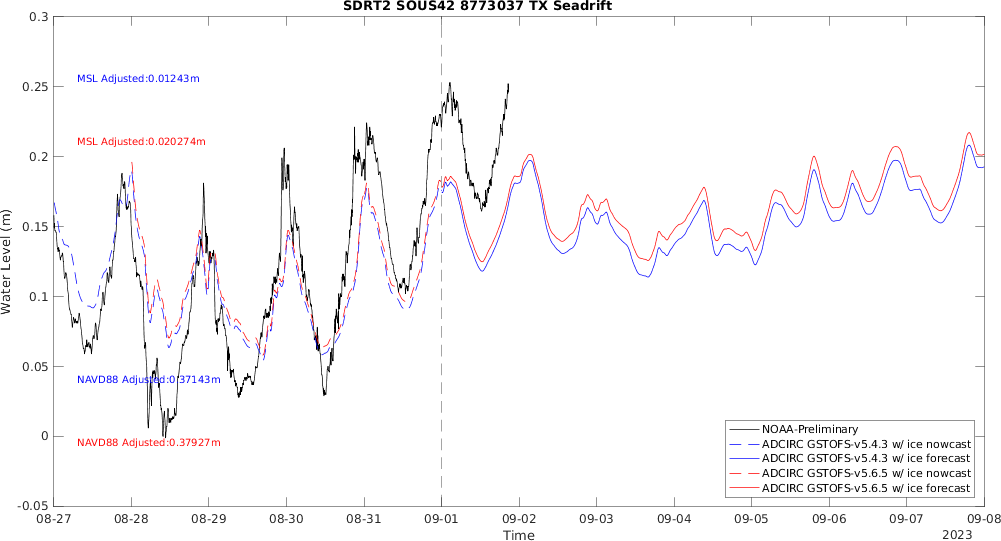 SDRT2 SOUS42 8773037 TX Seadrift
0.3
0.25
0.2
0.15
0.1
0.05
0
-0.05
Water Level (m)
MSL Adjusted:0.01243m
MSL Adjusted:0.020274m
NAVD88 Adjusted:0.37143m
NAVD88 Adjusted:0.37927m
NOAA-Preliminary
ADCIRC GSTOFS-v5.4.3 w/ ice nowcast
ADCIRC GSTOFS-v5.4.3 w/ ice forecast
ADCIRC GSTOFS-v5.6.5 w/ ice nowcast
ADCIRC GSTOFS-v5.6.5 w/ ice forecast
08-27 08-28 08-29 08-30 08-31 09-01 09-02 09-03 09-04 09-05 09-06 09-07 09-08
Time
2023